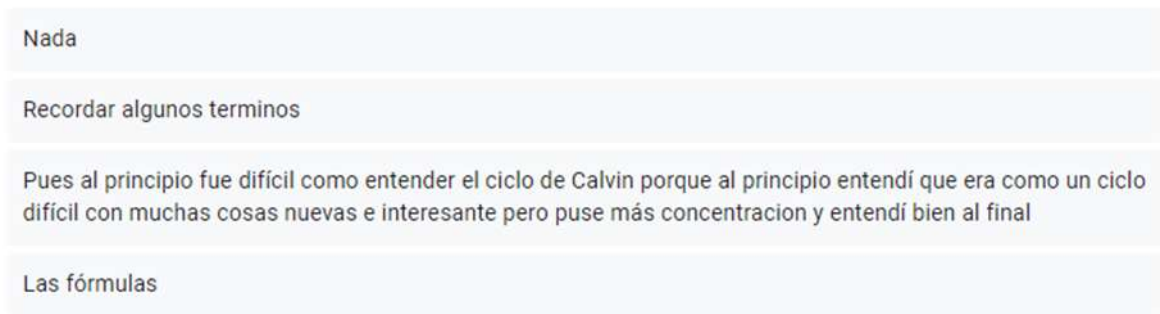 Nada
Recordar algunos terminos
Pues al principio fue difícil como entender el ciclo de Calvin porque al principio entendí que era como un ciclo
difícil con muchas cosas nuevas e interesante pero puse más concentracion y entendí bien al final
Las fórmulas